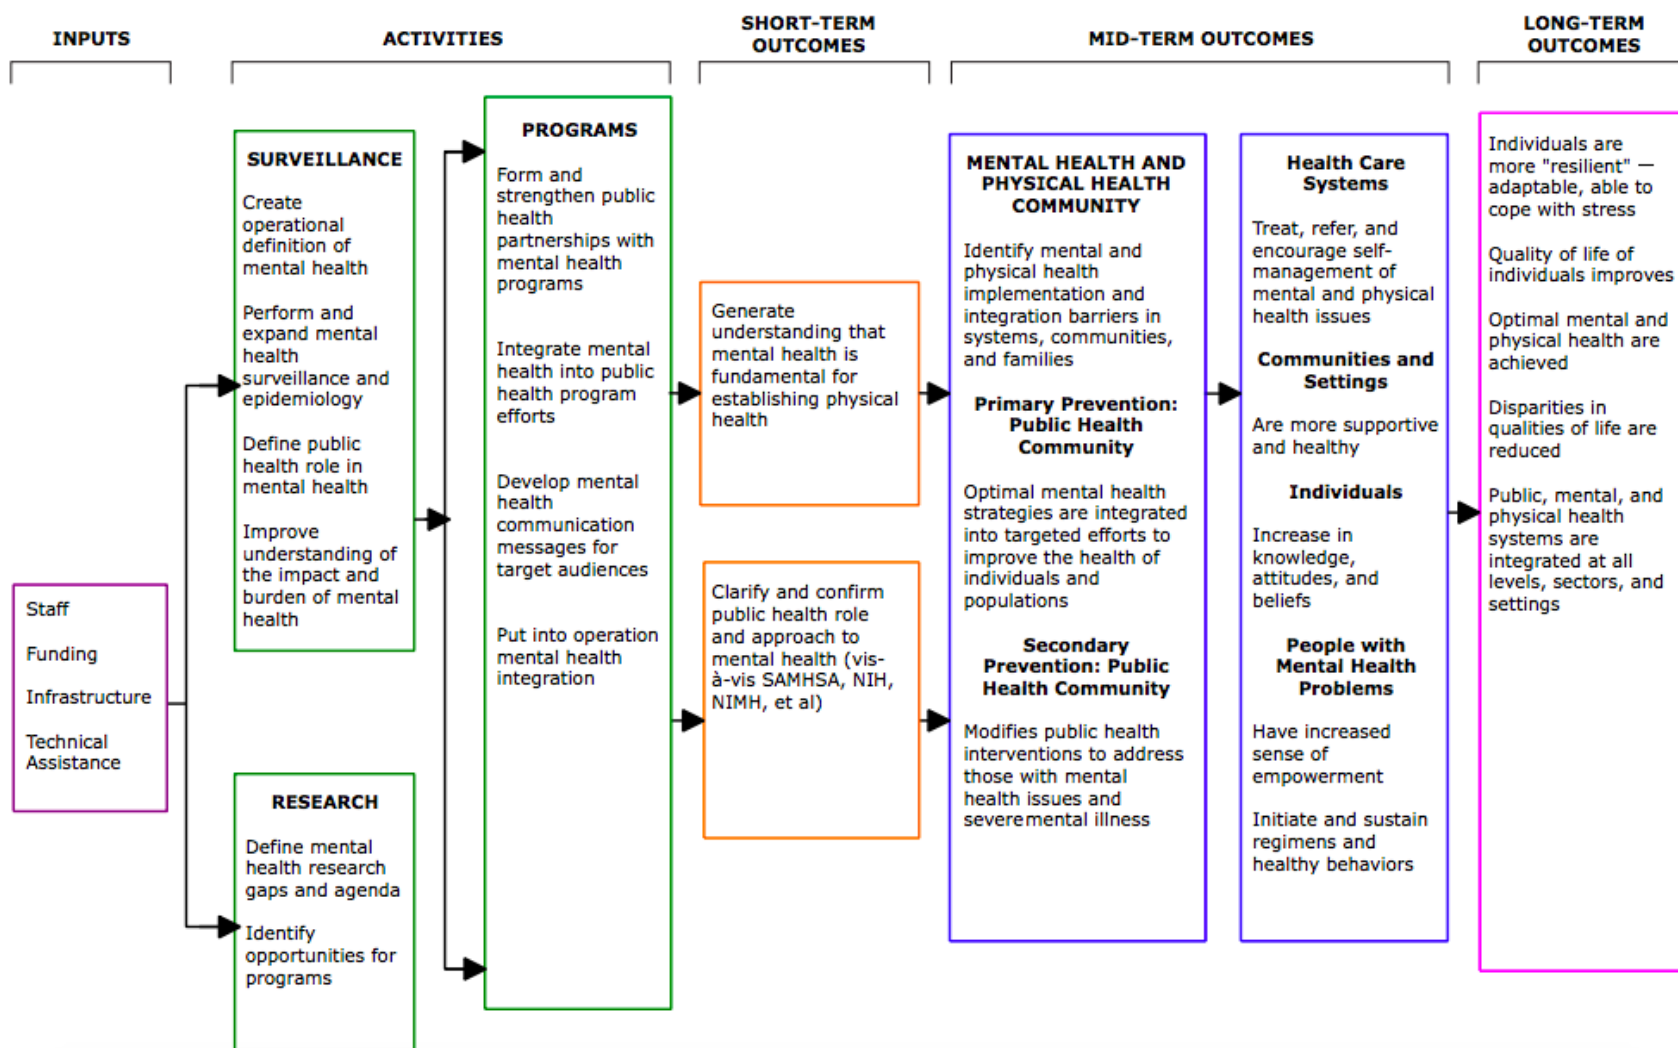 INPUTS
ACTIVITIES
SHORT-TERM
OUTCOMES
MID-TERM OUTCOMES
LONG-TERM
OUTCOMES
Staff
Funding
Infrastructure
Technical
Assistance
SURVEILLANCE
Create
operational
definition of
mental health
Perform and
expand mental
health
surveillance and
epidemiology
Define public
health role in
mental health
Improve
understanding of
the impact and
burden of mental
health
RESEARCH
Define mental
health research
gaps and agenda
Identify
opportunities for
programs
PROGRAMS
Form and
strengthen public
health
partnerships with
mental health
programs
Integrate mental
health into public
health program
efforts
Develop mental
health
communication
messages for
target audiences
Put into operation
mental health
integration
Generate
understanding that
mental health is
fundamental for
establishing physical
health
Clarify and confirm
public health role
and approach to
mental health (vis-
à-vis SAMHSA, NIH,
NIMH, et al)
MENTAL HEALTH AND
PHYSICAL HEALTH
COMMUNITY
Identify mental and
physical health
implementation and
integration barriers in
systems, communities,
and families
Primary Prevention:
Public Health
Community
Optimal mental health
strategies are integrated
into targeted efforts to
improve the health of
individuals and
populations
Secondary
Prevention: Public
Health Community
Modifies public health
interventions to address
those with mental
health issues and
severe mental illness
Health Care
Systems
Treat, refer, and
encourage self-
management of
mental and physical
health issues
Communities and
Settings
Are more supportive
and healthy
Individuals
Increase in
knowledge,
attitudes, and
beliefs
People with
Mental Health
Problems
Have increased
sense of
empowerment
Initiate and sustain
regimens and
healthy behaviors
Individuals are
more "resilient" —
adaptable, able to
cope with stress
Quality of life of
individuals improves
Optimal mental and
physical health are
achieved
Disparities in
qualities of life are
reduced
Public, mental, and
physical health
systems are
integrated at all
levels, sectors, and
settings